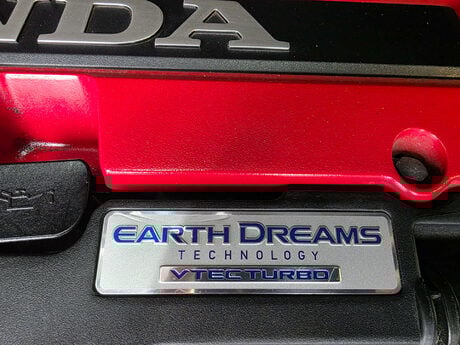 NDA
EARTH DREAMS
TECHNOLOGY
VTEC TURBO